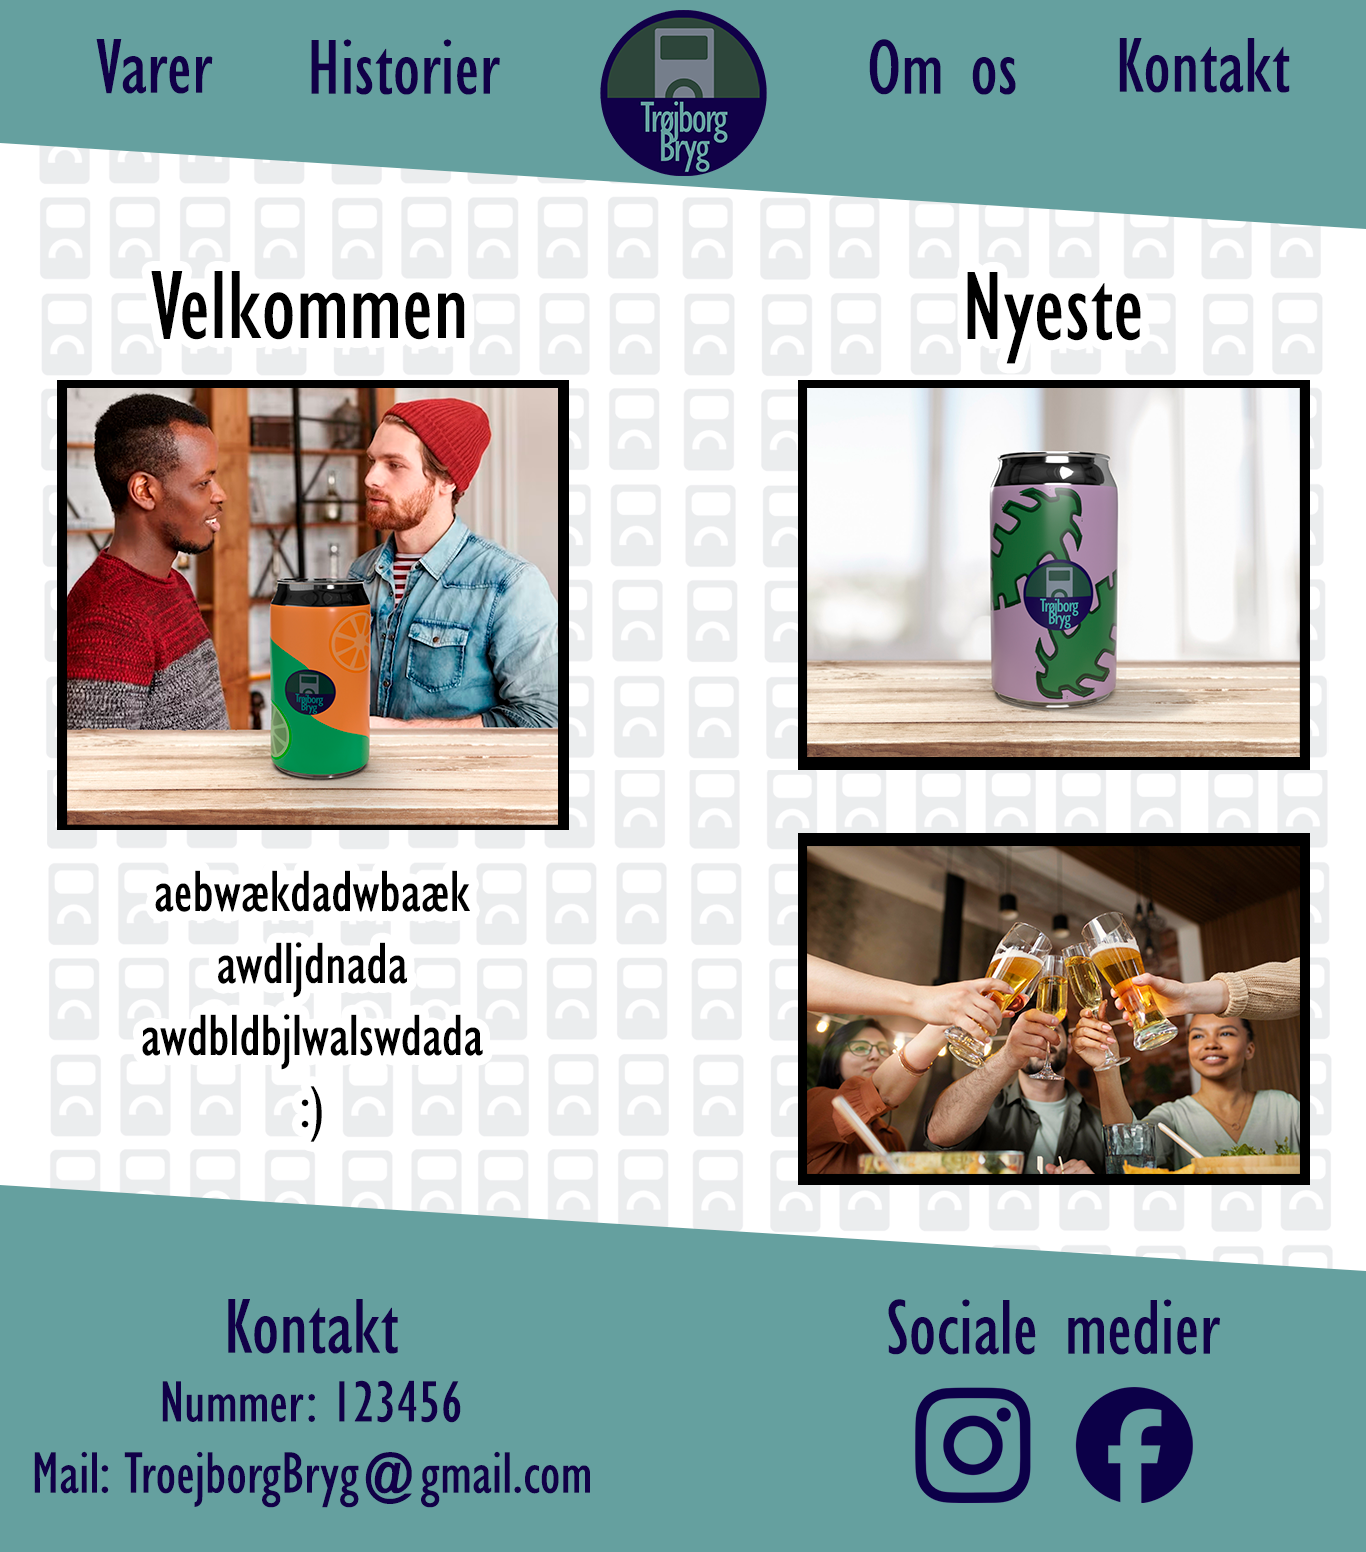 Varer
Historier
Trøjborg
Bryg
Om os
Kontakt
Velkommen
Trøjborg
Bryg
aebwækdadwbaæk
awdljdnada
awdbldbjlwalswdada
:)
Nyeste
Trøjborg
Bryg
Kontakt
Nummer: 123456
Mail: TroejborgBryg@gmail.com
Sociale medier